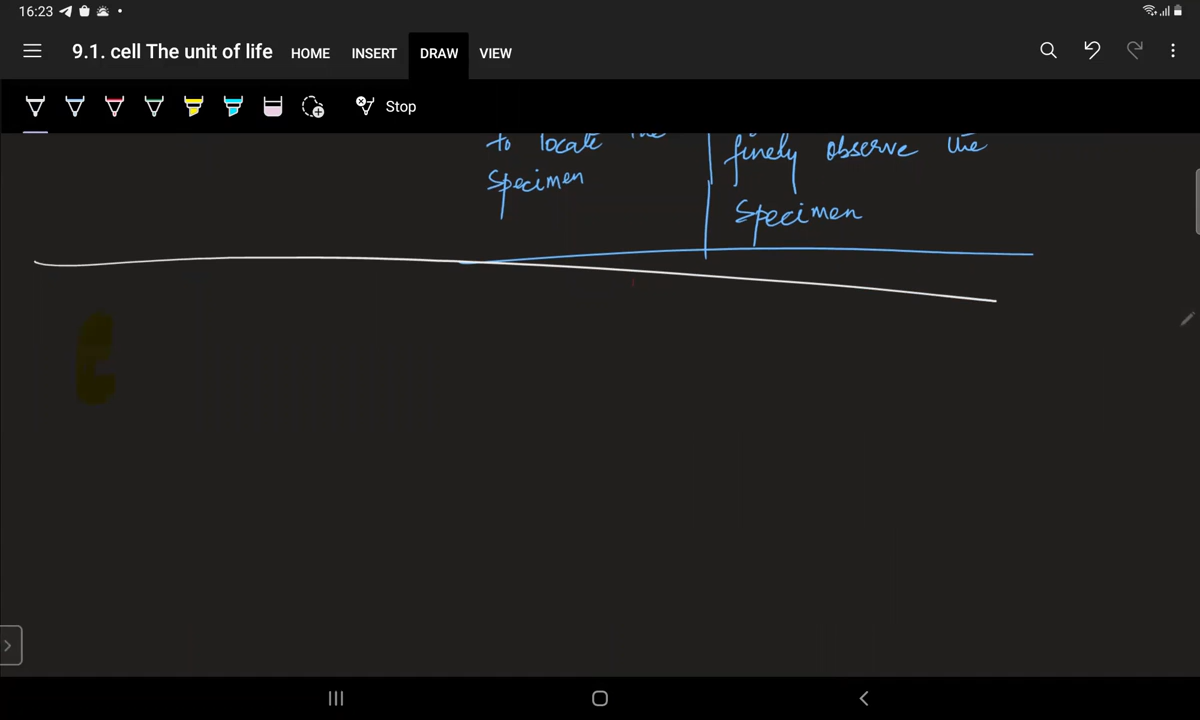 16:23
9.1. cell The unit of life HOME INSERT DRAW VIEW
Stop
to locate the
specimen
finely observe the
specimen